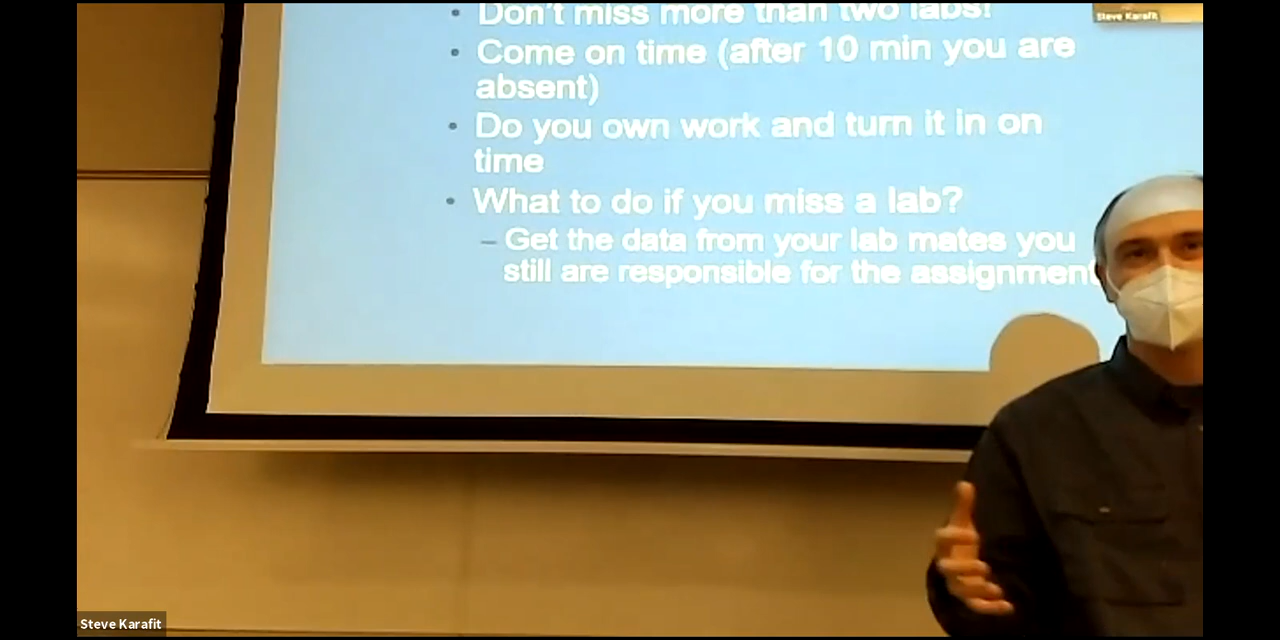 Don't miss more than two labs!
Steve Karafit
• Come on time (after 10 min you are
absent)
• Do you own work and turn it in on
time
• What to do if you miss a lab?
– Get the data from your lab mates you
still are responsible for the assignment
Steve Karafit